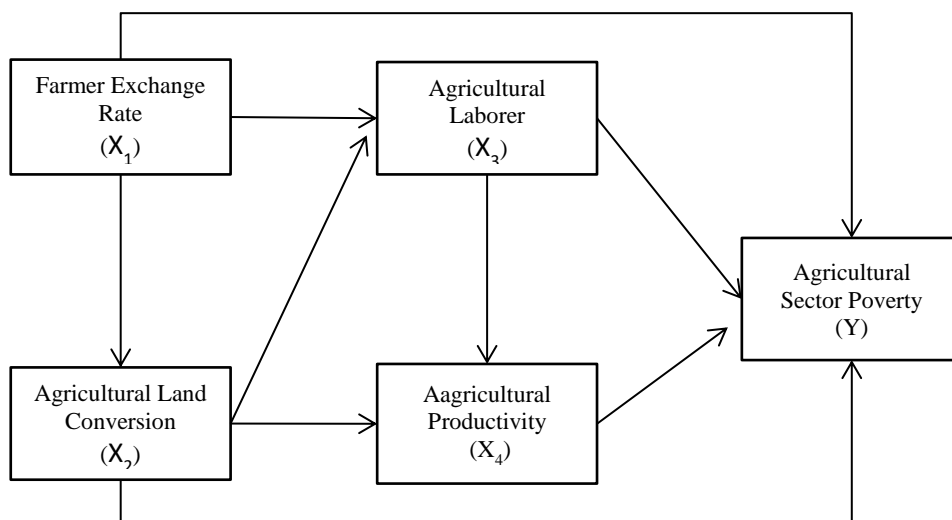 Farmer Exchange
Rate
(X₁)
Agricultural
Laborer
(X₃)
Agricultural
Sector Poverty
(Y)
Agricultural Land
Conversion
(X₂)
Aagricultural
Productivity
(X₄)